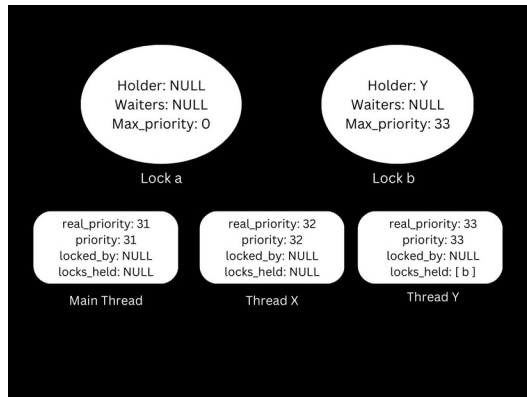 Holder: NULL
Waiters: NULL
Max_priority: 0
Lock a
Holder: Y
Waiters: NULL
Max_priority: 33
Lock b
real_priority: 31
priority: 31
locked_by: NULL
locks_held: NULL
Main Thread
real_priority: 32
priority: 32
locked_by: NULL
locks_held: NULL
Thread X
real_priority: 33
priority: 33
locked_by: NULL
locks_held: [ b ]
Thread Y